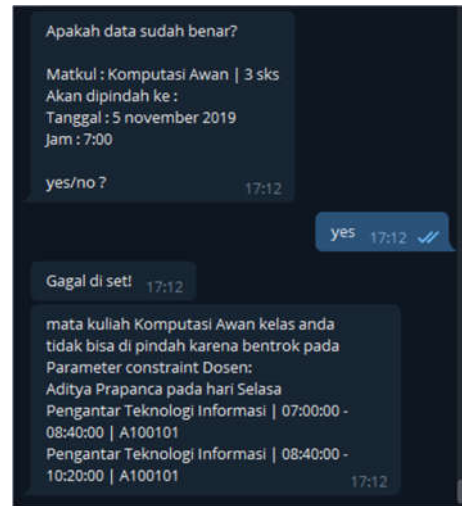 Apakah data sudah benar?
Matkul : Komputasi Awan | 3 sks
Akan dipindah ke :
Tanggal : 5 november 2019
Jam : 7:00
yes/no ?
17:12
yes 17:12
Gagal di set! 17:12
mata kuliah Komputasi Awan kelas anda
tidak bisa di pindah karena bentrok pada
Parameter constraint Dosen:
Aditya Prapanca pada hari Selasa
Pengantar Teknologi Informasi | 07:00:00 -
08:40:00 | A100101
Pengantar Teknologi Informasi | 08:40:00 -
10:20:00 | A100101
17:12